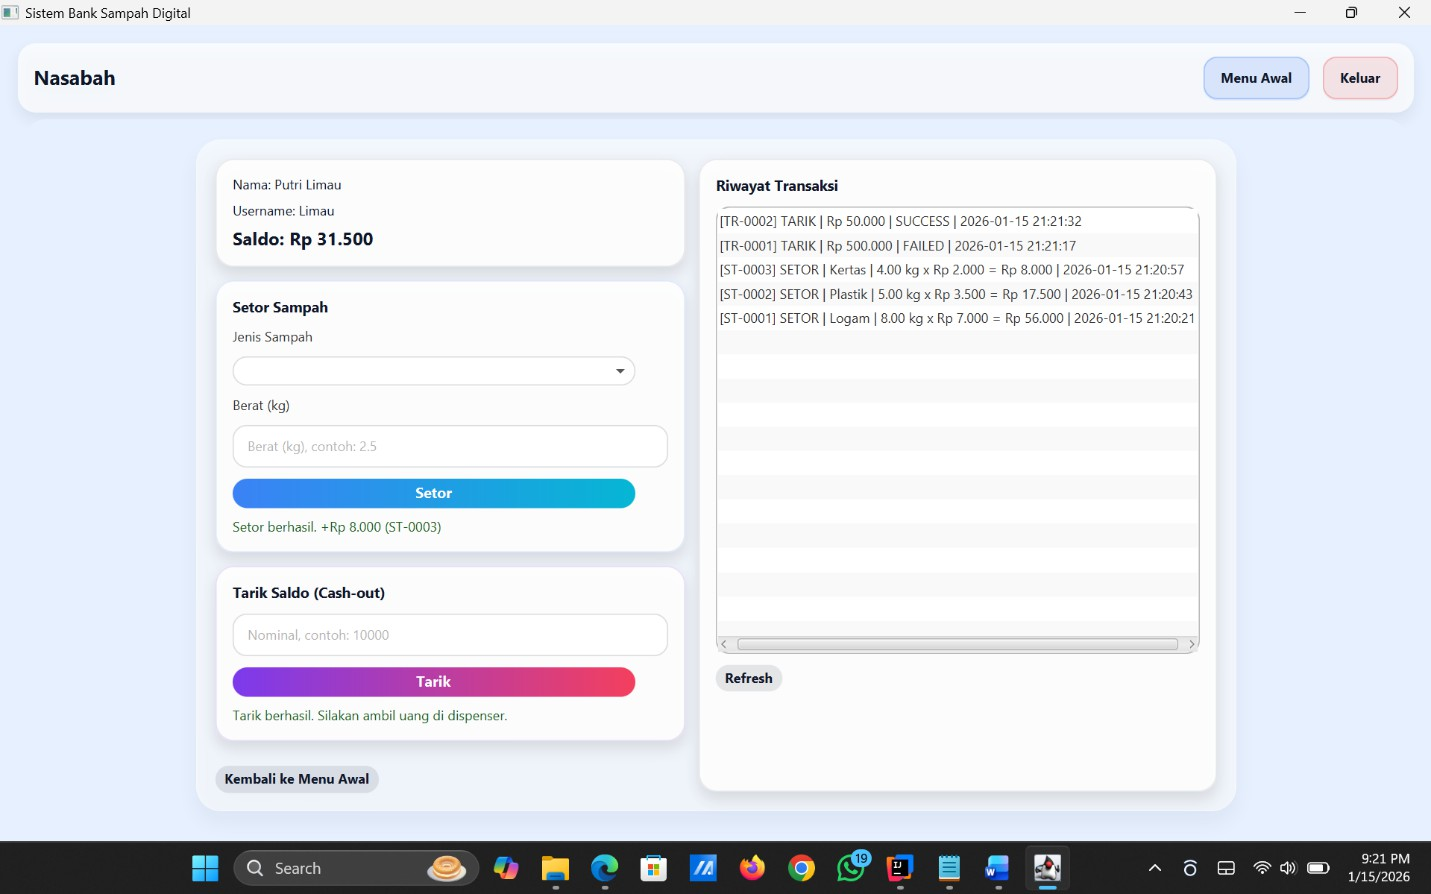 Sistem Bank Sampah Digital
Nasabah
Menu Awal
Keluar
Nama: Putri Limau
Username: Limau
Saldo: Rp 31.500
Setor Sampah
Jenis Sampah
Berat (kg)
Berat (kg), contoh: 2.5
Setor
Setor berhasil. +Rp 8.000 (ST-0003)
Tarik Saldo (Cash-out)
Nominal, contoh: 10000
Tarik
Tarik berhasil. Silakan ambil uang di dispenser.
Kembali ke Menu Awal
Riwayat Transaksi
[TR-0002] TARIK | Rp 50.000 | SUCCESS | 2026-01-15 21:21:32
[TR-0001] TARIK | Rp 500.000 | FAILED | 2026-01-15 21:21:17
[ST-0003] SETOR | Kertas | 4.00 kg x Rp 2.000 = Rp 8.000 | 2026-01-15 21:20:57
[ST-0002] SETOR | Plastik | 5.00 kg x Rp 3.500 = Rp 17.500 | 2026-01-15 21:20:43
[ST-0001] SETOR | Logam | 8.00 kg x Rp 7.000 = Rp 56.000 | 2026-01-15 21:20:21
Refresh
Search
19
9:21 PM
1/15/2026